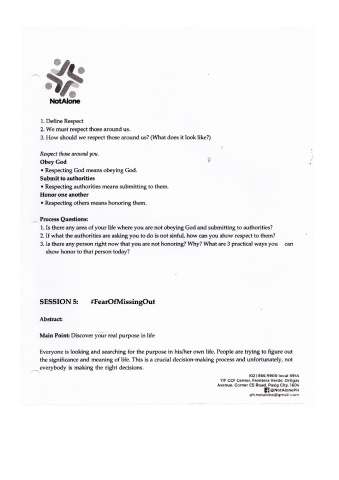 NotAlone
1. Define Respect
2. We must respect those around us.
3. How should we respect those around us? (What does it look like?)
Respect those around you.
Obey God
• Respecting God means obeying God.
Submit to authorities
• Respecting authorities means submitting to them.
Honor one another
• Respecting others means honoring them.
Process Questions:
1. Is there any area of your life where you are not obeying God and submitting to authorities?
2. If what the authorities are asking you to do is not sinful, how can you show respect to them?
3. Is there any person right now that you are not honoring? Why? What are 3 practical ways you can
show honor to that person today?
SESSION 5: #FearOfMissingOut
Abstract:
Main Point: Discover your real purpose in life
Everyone is looking and searching for the purpose in his/her own life. People are trying to figure out
the significance and meaning of life. This is a crucial decision-making process and unfortunately, not
everybody is making the right decisions.
(02) 866-9900 local 5914
11F CCF Center, Frontera Verde, Ortigas
Avenue, Corner C5 Road, Pasig City, 1604
@NotAlonePH
ph.notalone@gmail.com